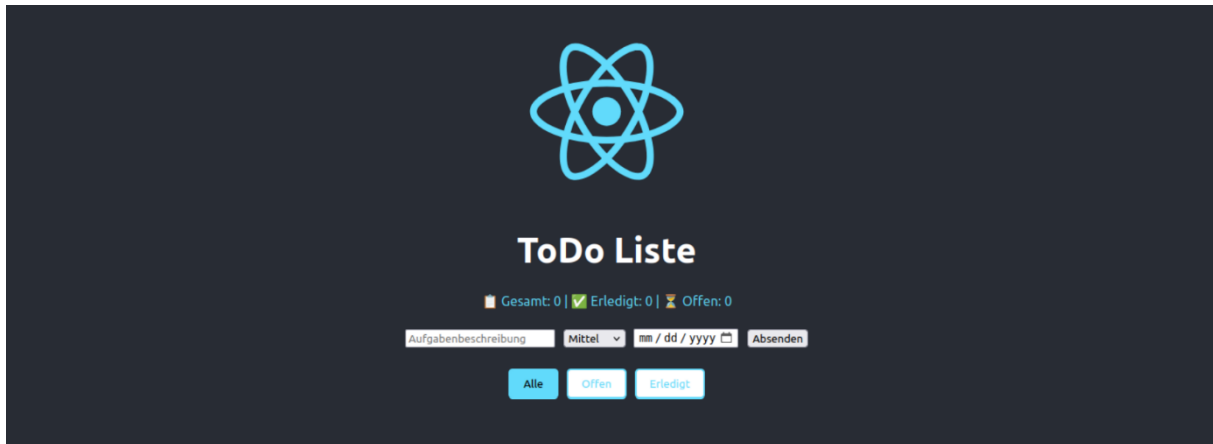 ToDo Liste
📋 Gesamt: 0 | ✅ Erledigt: 0 | ⏳ Offen: 0
Aufgabenbeschreibung Mittel mm / dd / yyyy Absenden
Alle Offen Erledigt